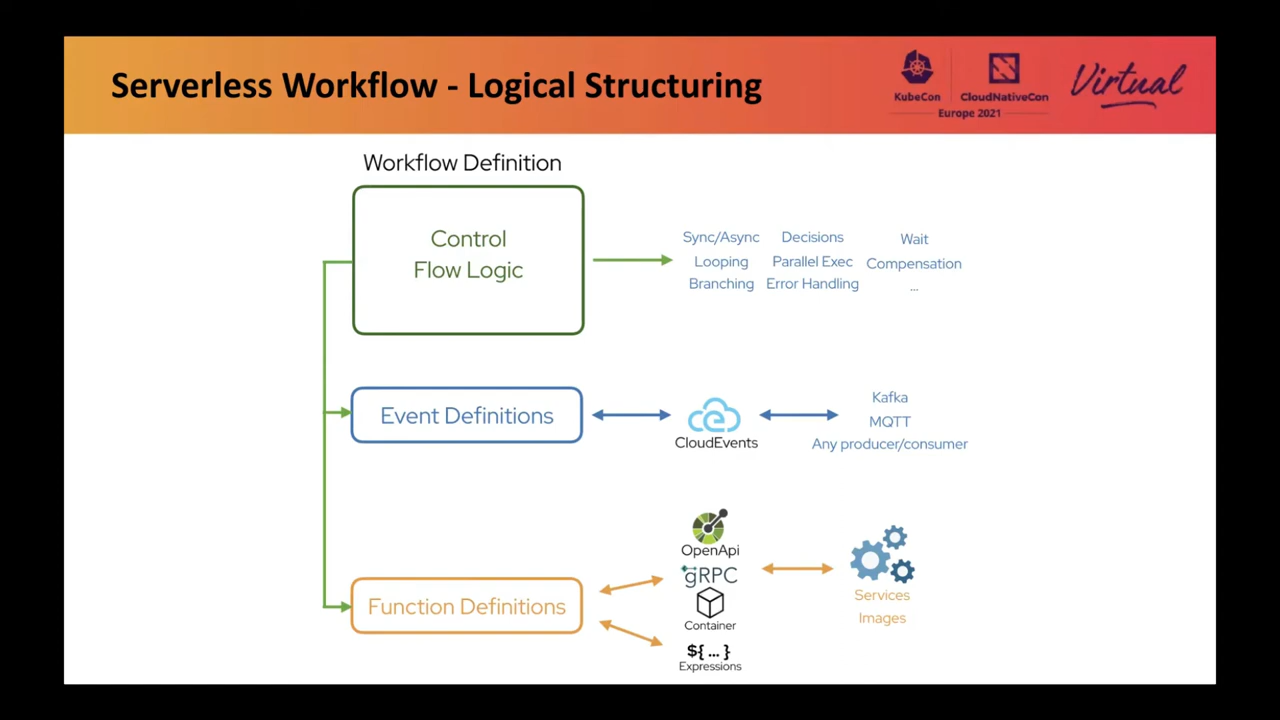 Serverless Workflow - Logical Structuring
KubeCon
CloudNativeCon
Europe 2021
Virtual
Workflow Definition
Control
Flow Logic
Sync/Async
Looping
Branching
Decisions
Parallel Exec
Error Handling
Wait
Compensation
...
Event Definitions
CloudEvents
Kafka
MQTT
Any producer/consumer
Function Definitions
OpenApi
gRPC
Container
${ ... }
Expressions
Services
Images